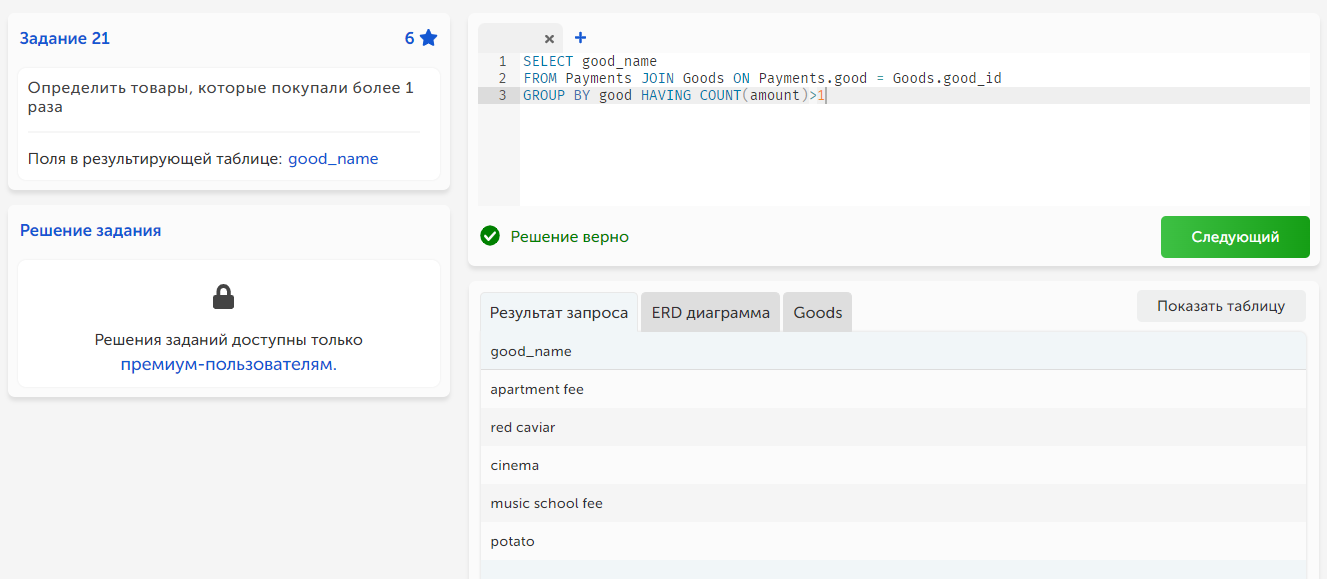 Задание 21
6
Определить товары, которые покупали более 1
раза
Поля в результирующей таблице: good_name
Решение задания
Решения заданий доступны только
премиум-пользователям.
1 SELECT good_name
2 FROM Payments JOIN Goods ON Payments.good = Goods.good_id
3 GROUP BY good HAVING COUNT(amount)>1
Решение верно
Следующий
Результат запроса
ERD диаграмма
Goods
Показать таблицу
good_name
apartment fee
red caviar
cinema
music school fee
potato